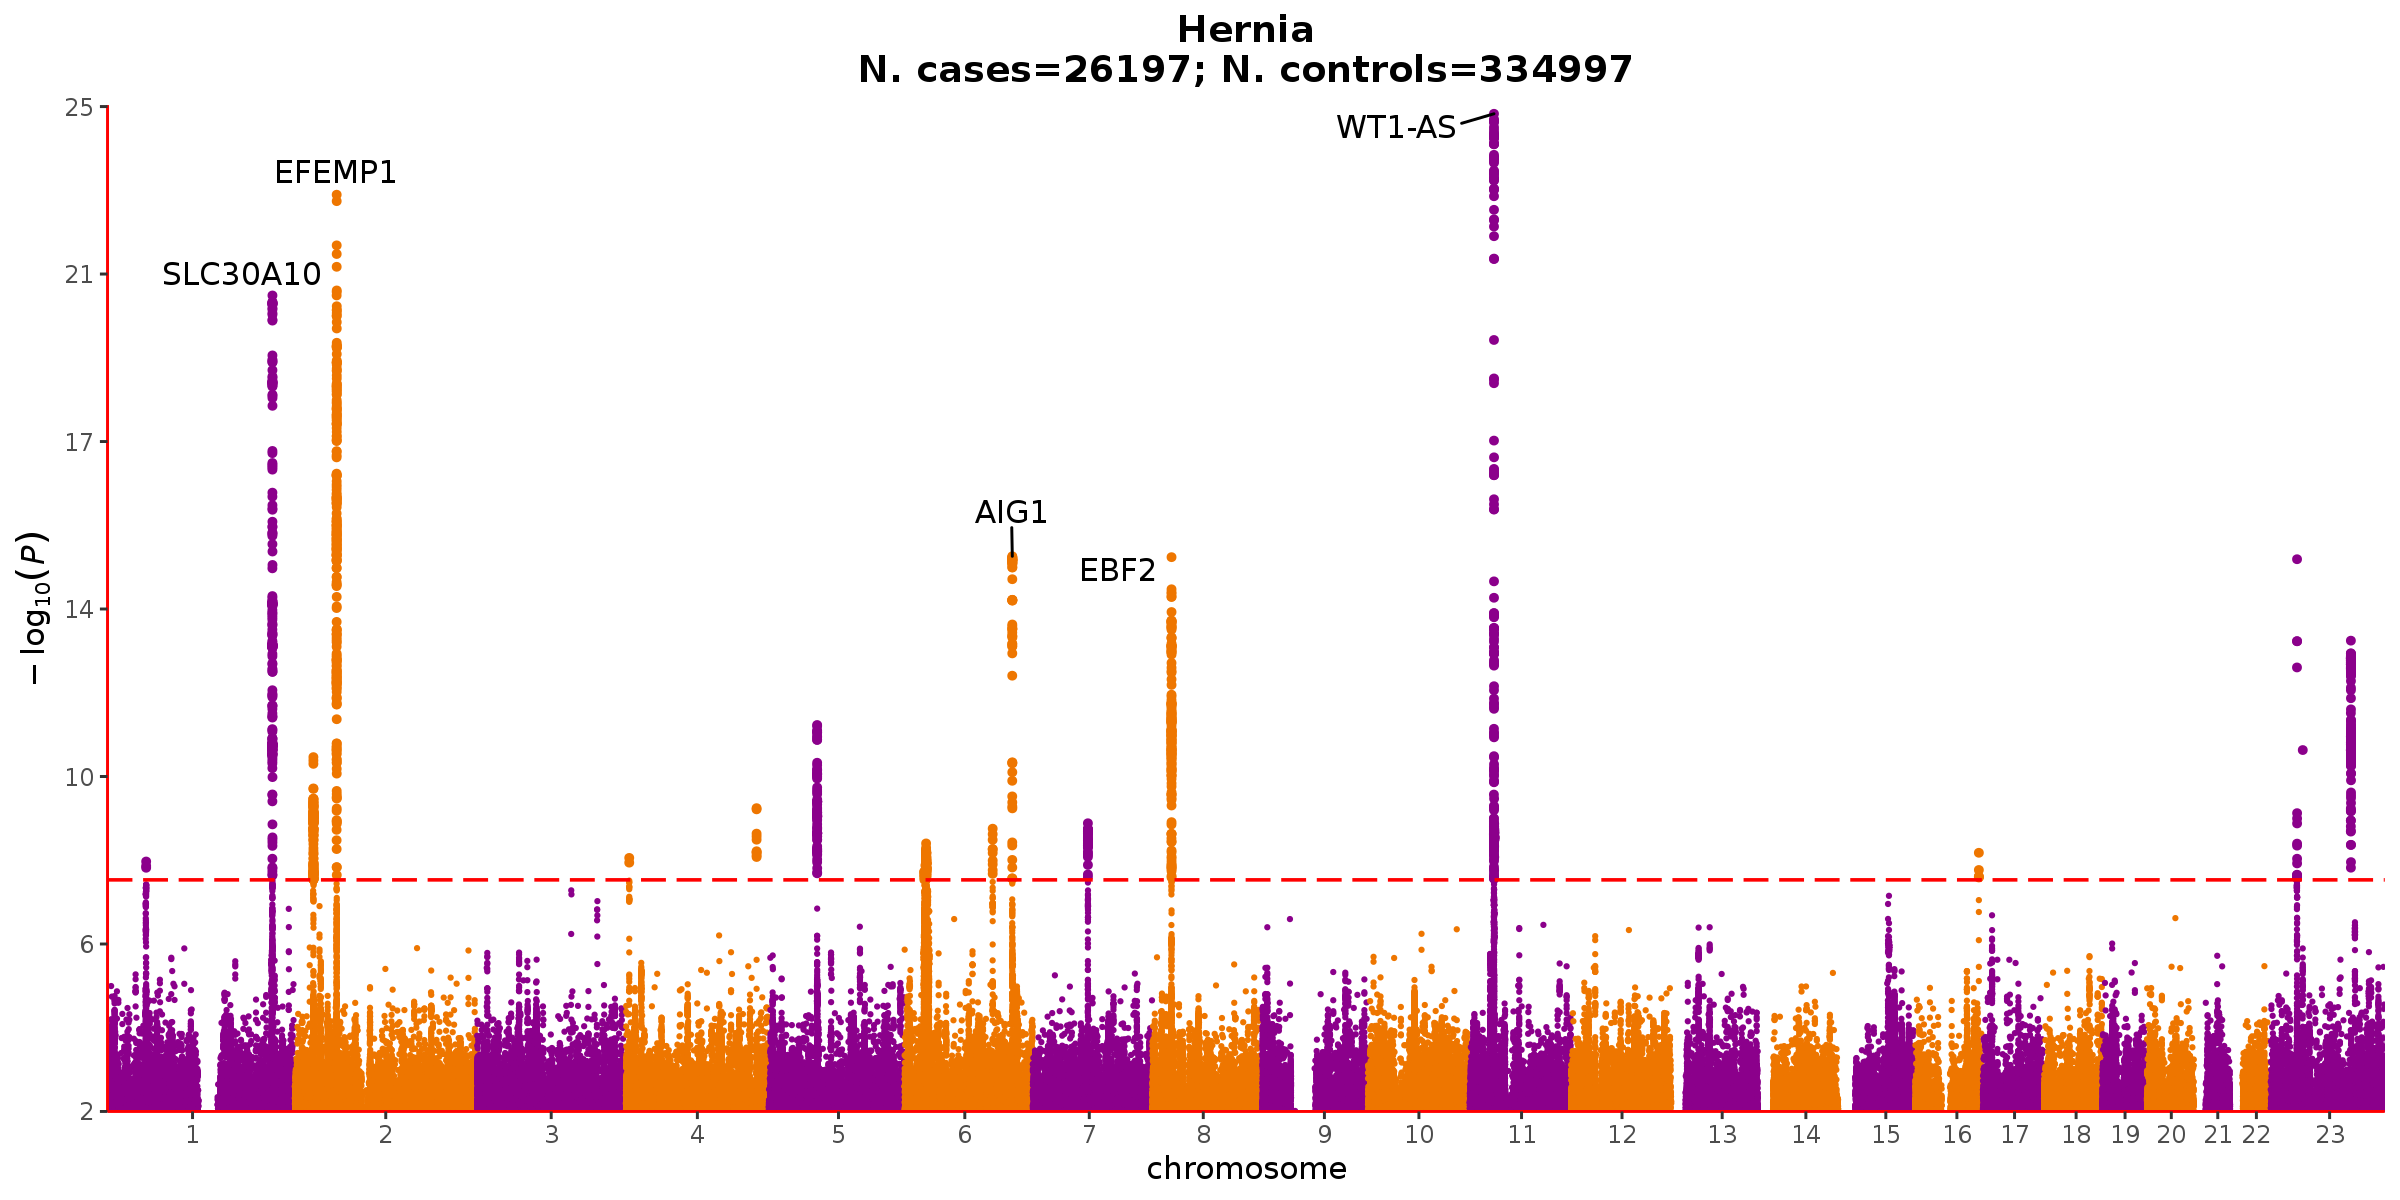 Hernia
N. cases=26197; N. controls=334997
25
WT1-AS
EFEMP1
SLC30A10
21
17
AIG1
EBF2
14
10
6
2
−log10(P)
1 2 3 4 5 6 7 8 9 10 11 12 13 14 15 16 17 18 19 20 21 22 23
chromosome